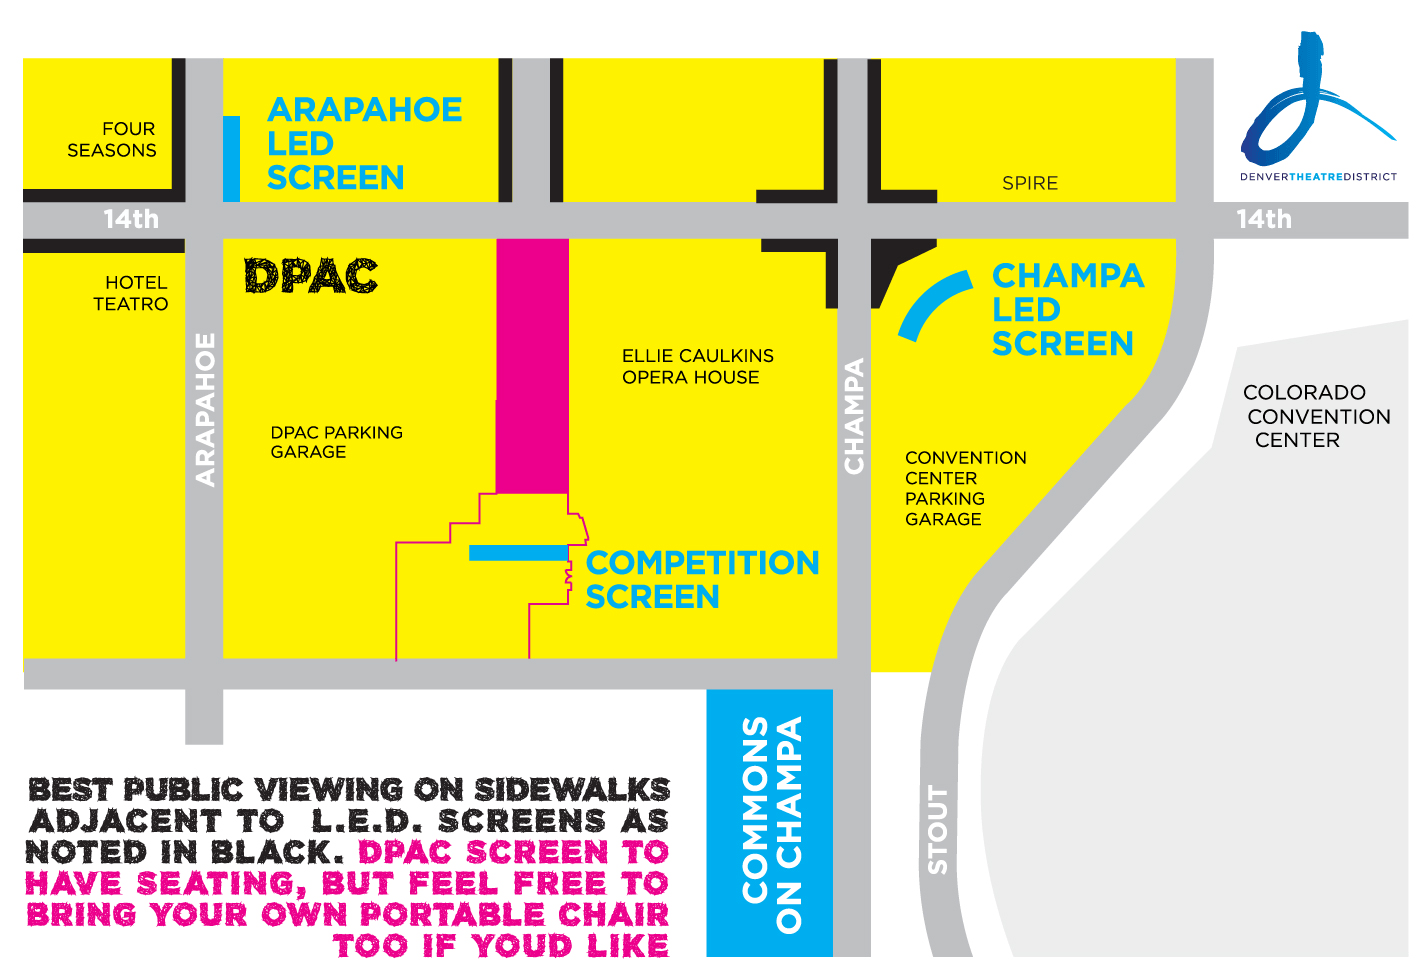 FOUR
SEASONS
ARAPAHOE
LED
SCREEN
SPIRE
DENVERTHEATREDISTRICT
14th
14th
HOTEL
TEATRO
DPAC
CHAMPA
LED
SCREEN
ARAPAHOE
ELLIE CAULKINS
OPERA HOUSE
CHAMPA
COLORADO
CONVENTION
CENTER
DPAC PARKING
GARAGE
CONVENTION
CENTER
PARKING
GARAGE
COMPETITION
SCREEN
COMMONS
ON CHAMPA
STOUT
BEST PUBLIC VIEWING ON SIDEWALKS
ADJACENT TO L.E.D. SCREENS AS
NOTED IN BLACK. DPAC SCREEN TO
HAVE SEATING, BUT FEEL FREE TO
BRING YOUR OWN PORTABLE CHAIR
TOO IF YOUD LIKE